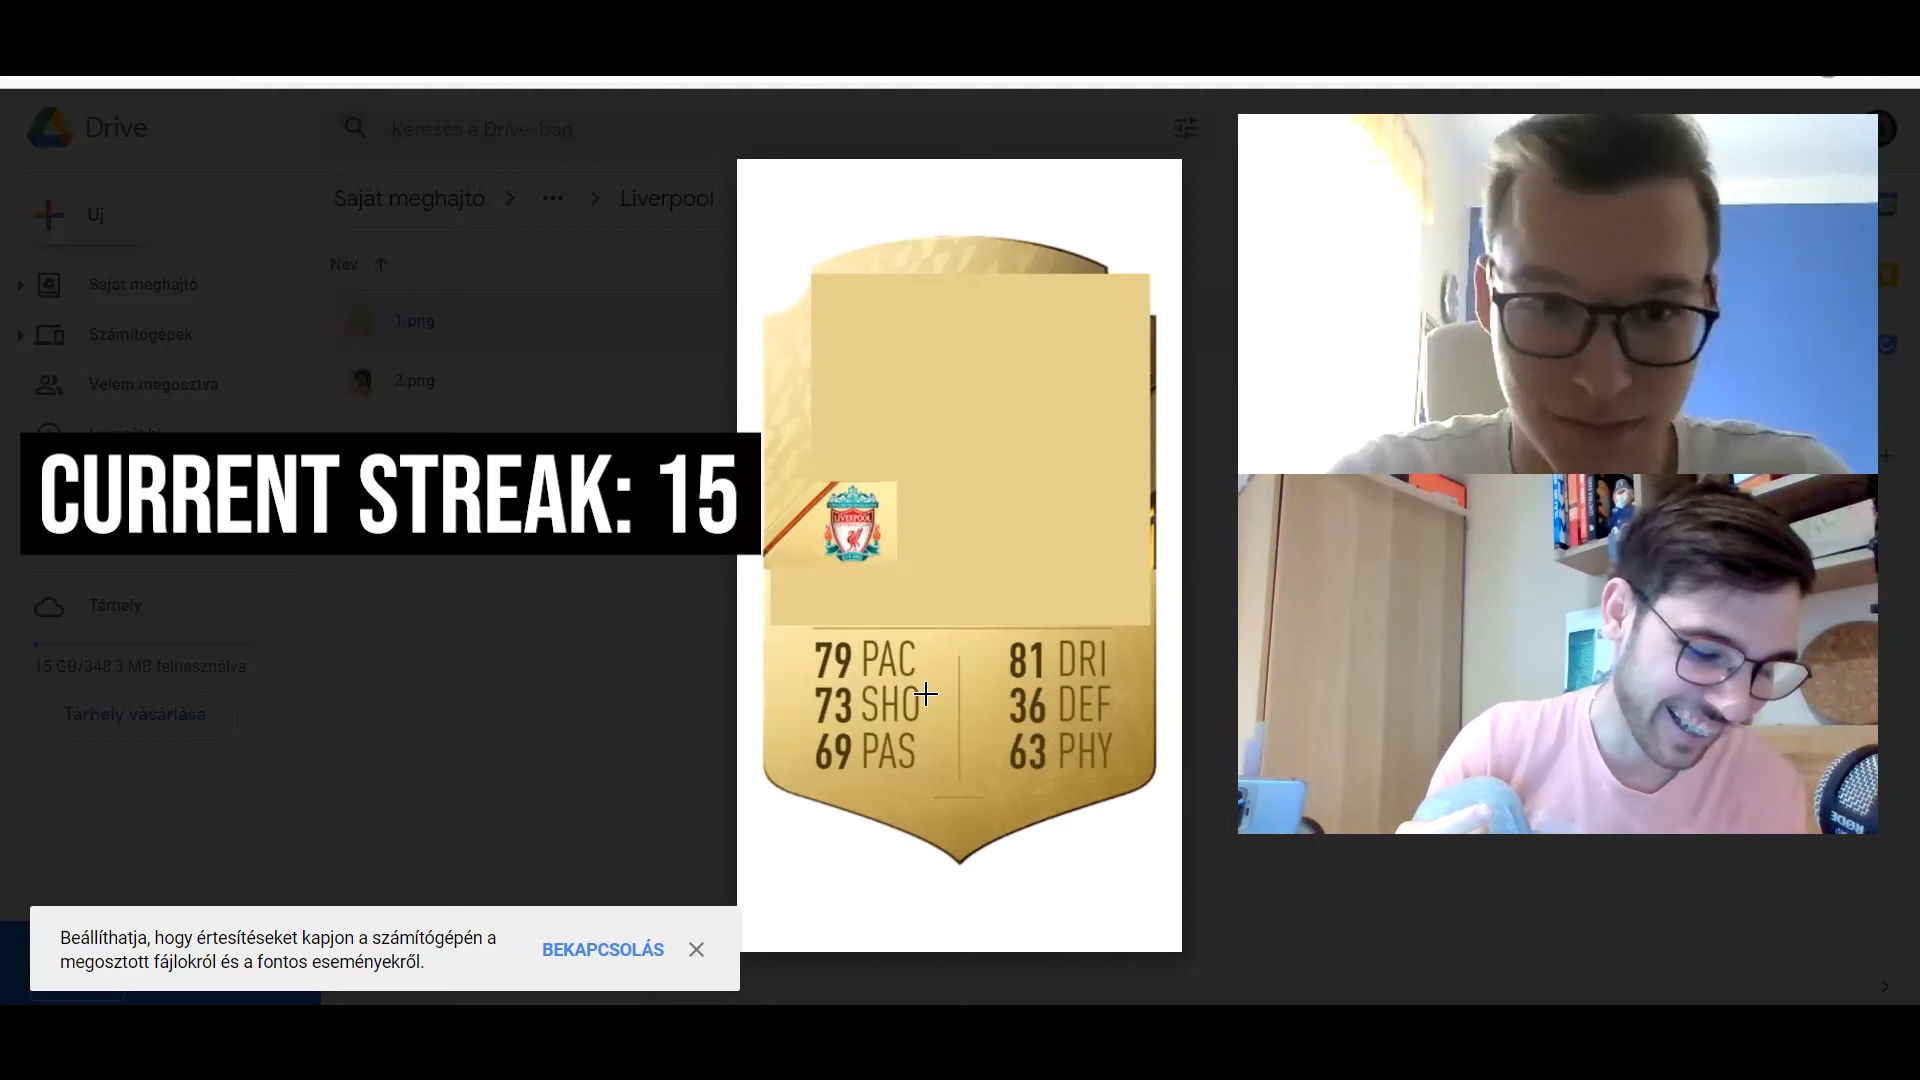 Drive
Keresés a Drive-ban
Saját meghajtó
Liverpool
Új
Név
Saját meghajtó
1.png
Számítógépek
Velem megosztva
2.png
CURRENT STREAK: 15
LIVERPOOL
Tárhely
15 GB/348.3 MB felhasználva
Tárhely vásárlása
79 PAC
81 DRI
73 SHO
36 DEF
69 PAS
63 PHY
RØDE
Beállíthatja, hogy értesítéseket kapjon a számítógépén a
megosztott fájlokról és a fontos eseményekről.
BEKAPCSOLÁS